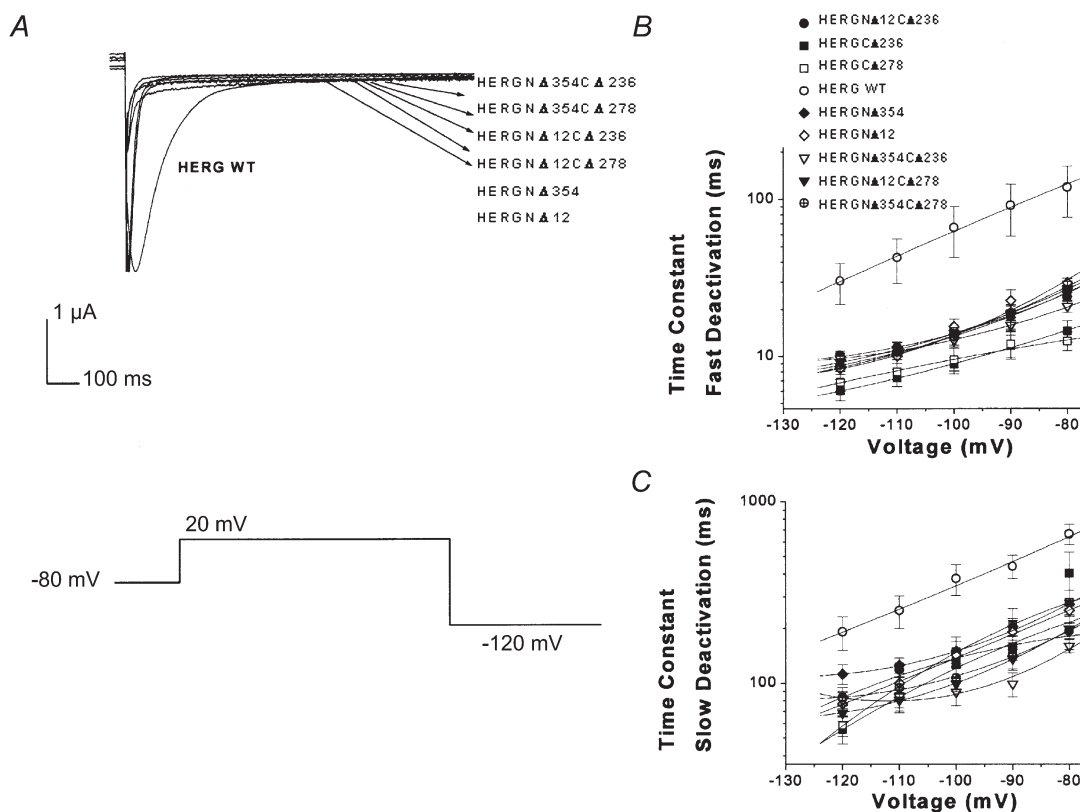 A
HERG WT
HERGNΔ354CΔ236
HERGNΔ354CΔ278
HERGNΔ12CΔ236
HERGNΔ12CΔ278
HERGNΔ354
HERGNΔ12
1 µA
100 ms
20 mV
-80 mV
-120 mV
B
HERGNΔ12CΔ236
HERGCΔ236
HERGCΔ278
HERG WT
HERGNΔ354
HERGNΔ12
HERGNΔ354CΔ236
HERGNΔ12CΔ278
HERGNΔ354CΔ278
Time Constant
Fast Deactivation (ms)
100
10
-130 -120 -110 -100 -90 -80
Voltage (mV)
C
Time Constant
Slow Deactivation (ms)
1000
100
-130 -120 -110 -100 -90 -80
Voltage (mV)